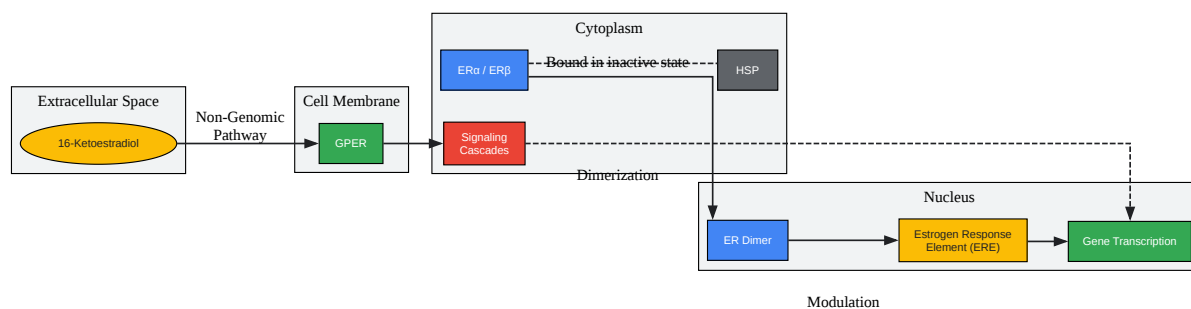 Extracellular Space
16-Ketoestradiol
Non-Genomic
Pathway
Cell Membrane
GPER
Cytoplasm
ERα / ERβ
Bound in inactive state
HSP
Signaling
Cascades
Dimerization
Nucleus
ER Dimer
Estrogen Response
Element (ERE)
Gene Transcription
Modulation